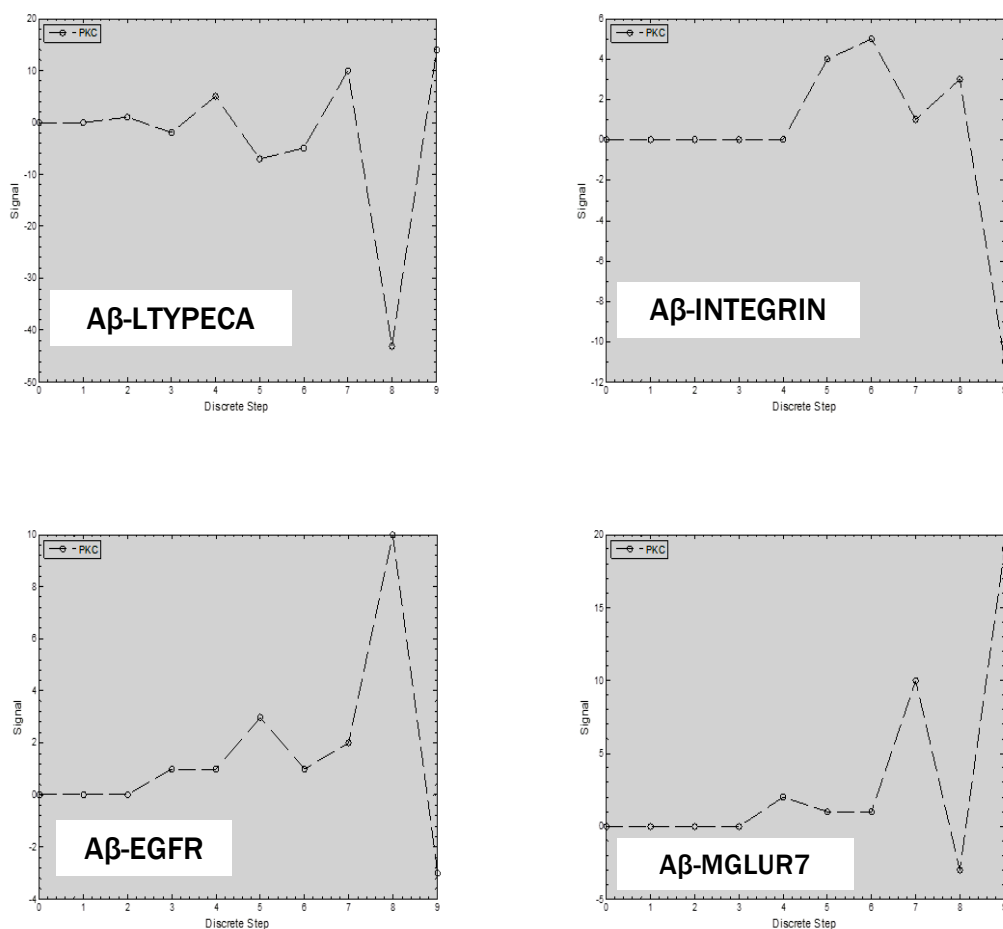 20
10
0
-10
-20
-30
-40
-50
Signal
PKC
Aβ-LTYPECA
0 1 2 3 4 5 6 7 8 9
Discrete Step
6
4
2
0
-2
-4
-6
-8
-10
-12
Signal
PKC
Aβ-INTEGRIN
0 1 2 3 4 5 6 7 8 9
Discrete Step
10
8
6
4
2
0
-2
-4
Signal
PKC
Aβ-EGFR
0 1 2 3 4 5 6 7 8 9
Discrete Step
20
15
10
5
0
-5
Signal
PKC
Aβ-MGLUR7
0 1 2 3 4 5 6 7 8 9
Discrete Step